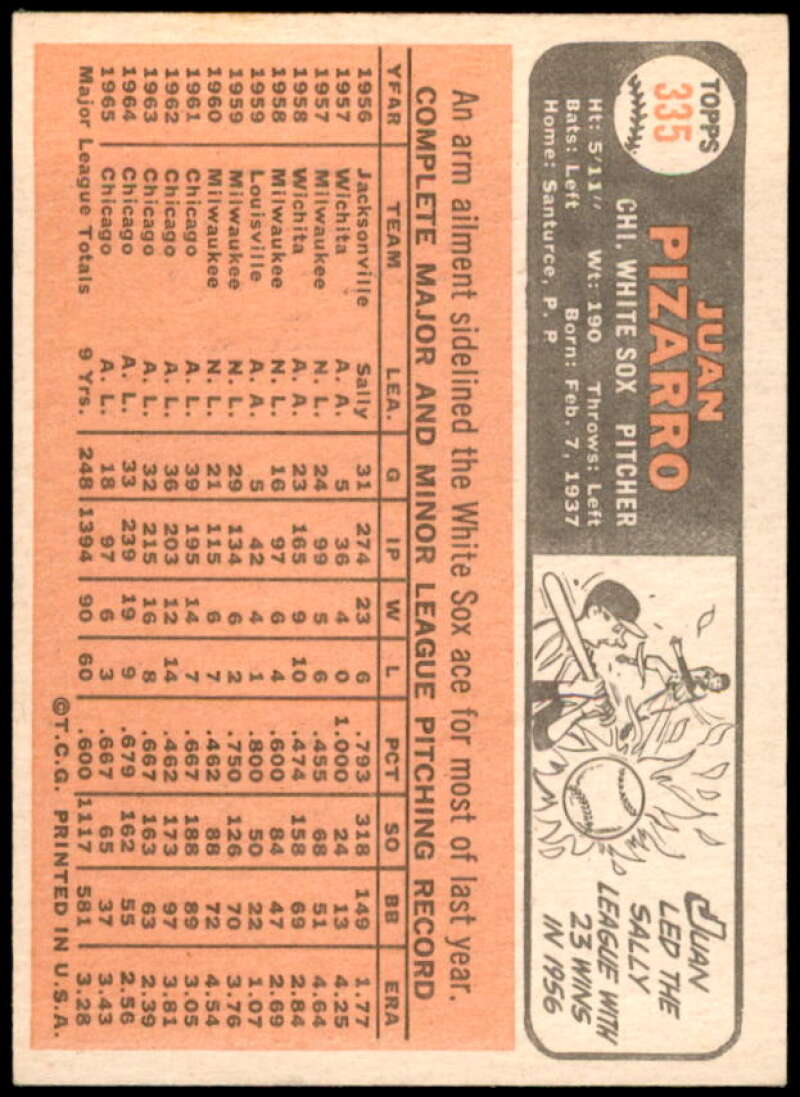 TOPPS
335
JUAN
PIZARRO
CHI. WHITE SOX PITCHER
Ht: 5'11" Wt: 190 Throws: Left
Bats: Left Born: Feb. 7, 1937
Home: Santurce, P. P
JUAN
LED THE
SALLY
LEAGUE WITH
23 WINS
IN 1956
An arm ailment sidelined the White Sox ace for most of last year.
COMPLETE MAJOR AND MINOR LEAGUE PITCHING RECORD
YEAR TEAM LEA. G IP W L PCT SO BB ERA
1956 Jacksonville Sally 31 274 23 6 .793 318 149 1.77
1957 Wichita A. A. 5 36 4 0 1.000 24 13 4.25
1957 Milwaukee N. L. 24 99 5 6 .455 68 51 4.64
1958 Wichita A. A. 23 165 9 10 .474 158 69 2.84
1958 Milwaukee N. L. 16 97 6 4 .600 84 47 2.69
1959 Louisville A. A. 5 42 4 1 .800 50 22 1.07
1959 Milwaukee N. L. 29 134 6 2 .750 126 70 3.76
1960 Milwaukee N. L. 21 115 6 7 .462 88 72 4.54
1961 Chicago A. L. 39 195 14 7 .667 188 89 3.05
1962 Chicago A. L. 36 203 12 14 .462 173 97 3.81
1963 Chicago A. L. 32 215 16 8 .667 163 63 2.39
1964 Chicago A. L. 33 239 19 9 .679 162 55 2.56
1965 Chicago A. L. 18 97 6 3 .667 65 37 3.43
Major League Totals 9 Yrs. 248 1394 90 60 .600 1117 581 3.28
©T.C.G. PRINTED IN U.S.A.